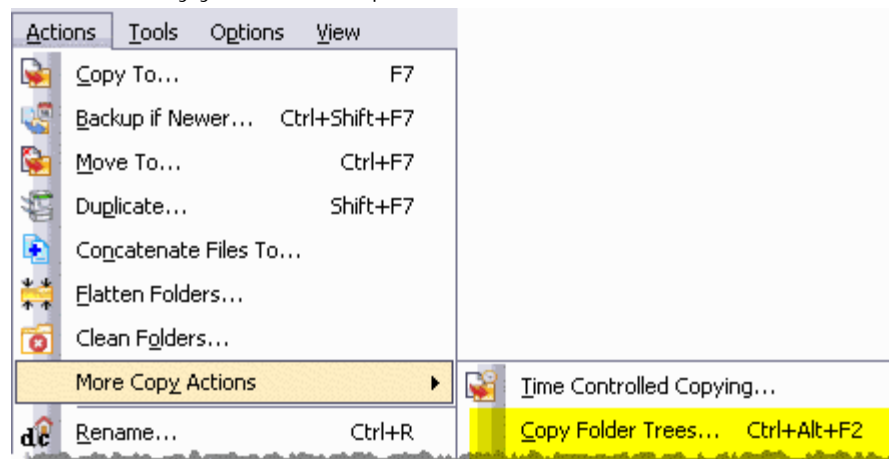 Actions Tools Options View
Copy To... F7
Backup if Newer... Ctrl+Shift+F7
Move To... Ctrl+F7
Duplicate... Shift+F7
Concatenate Files To...
Flatten Folders...
Clean Folders...
More Copy Actions
Time Controlled Copying...
Rename... Ctrl+R
Copy Folder Trees... Ctrl+Alt+F2